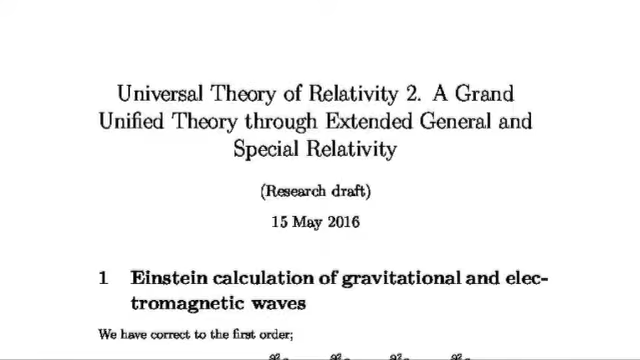 Universal Theory of Relativity 2. A Grand
Unified Theory through Extended General and
Special Relativity
(Research draft)
15 May 2016
1 Einstein calculation of gravitational and elec-
tromagnetic waves
We have correct to the first order;